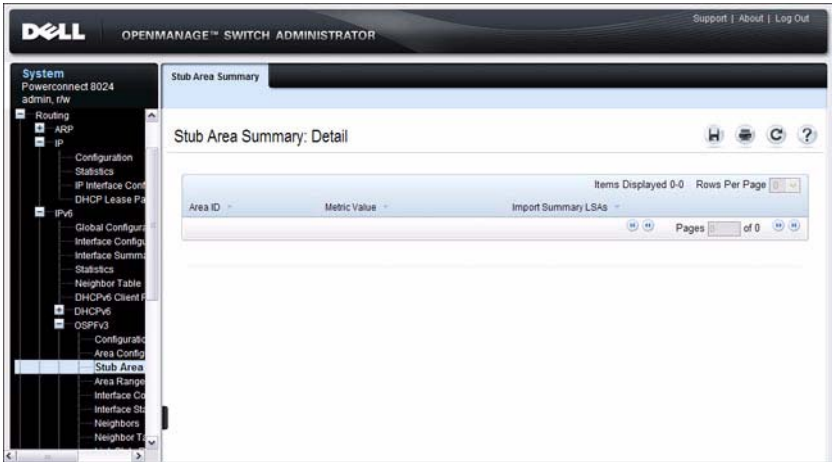 Support | About | Log Out
DELL
OPENMANAGE™ SWITCH ADMINISTRATOR
System
Powerconnect 8024
admin, r/w
Routing
ARP
IP
Configuration
Statistics
IP Interface Conf
DHCP Lease Pa
IPv6
Global Configura
Interface Configu
Interface Summa
Statistics
Neighbor Table
DHCPv6 Client P
DHCPv6
OSPFv3
Configuratio
Area Config
Stub Area
Area Range
Interface Co
Interface Sta
Neighbors
Neighbor Ta
Stub Area Summary
Stub Area Summary: Detail
Items Displayed 0-0 Rows Per Page 0
Area ID Metric Value Import Summary LSAs
Pages 0 of 0